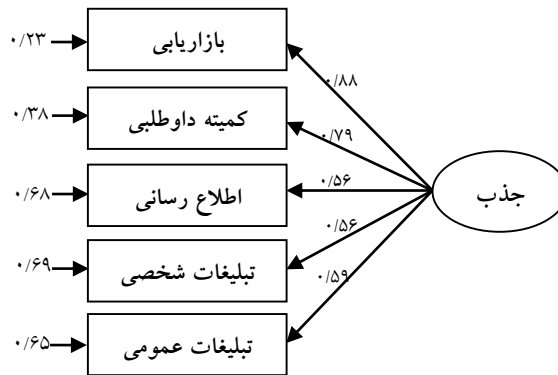 بازاریابی
۰/۲۳
۰/۸۸
کمیته داوطلبی
۰/۳۸
۰/۷۹
اطلاع رسانی
۰/۶۸
۰/۵۶
جذب
تبلیغات شخصی
۰/۶۹
۰/۵۶
تبلیغات عمومی
۰/۶۵
۰/۵۹